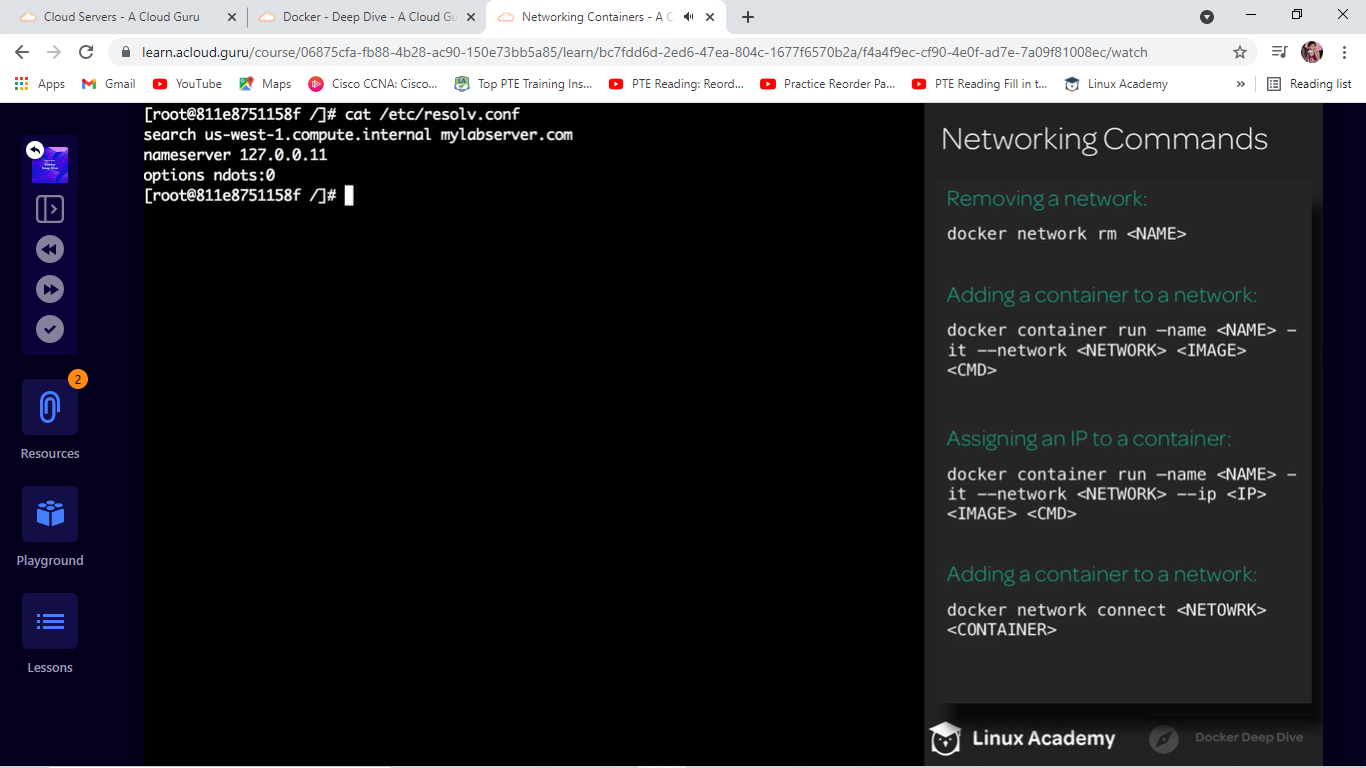 Cloud Servers - A Cloud Guru
Docker - Deep Dive - A Cloud Gu
Networking Containers - A C
learn.acloud.guru/course/06875cfa-fb88-4b28-ac90-150e73bb5a85/learn/bc7fdd6d-2ed6-47ea-804c-1677f6570b2a/f4a4f9ec-cf90-4e0f-ad7e-7a09f81008ec/watch
Apps
Gmail
YouTube
Maps
Cisco CCNA: Cisco...
Top PTE Training Ins...
PTE Reading: Reord...
Practice Reorder Pa...
PTE Reading Fill in t...
Linux Academy
»
Reading list
[root@811e8751158f /]# cat /etc/resolv.conf
search us-west-1.compute.internal mylabserver.com
nameserver 127.0.0.11
options ndots:0
[root@811e8751158f /]#
Docker
Deep Dive
2
Resources
Playground
Lessons
Networking Commands
Removing a network:
docker network rm <NAME>
Adding a container to a network:
docker container run —name <NAME> -
it --network <NETWORK> <IMAGE>
<CMD>
Assigning an IP to a container:
docker container run —name <NAME> -
it --network <NETWORK> --ip <IP>
<IMAGE> <CMD>
Adding a container to a network:
docker network connect <NETOWRK>
<CONTAINER>
Linux Academy
Docker Deep Dive